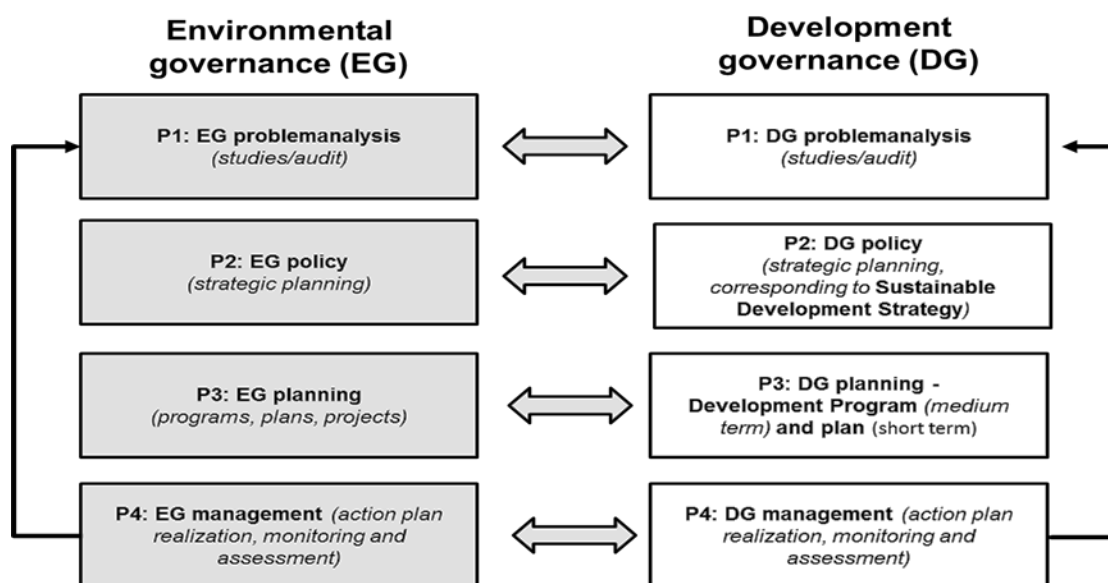 Environmental
governance (EG)
Development
governance (DG)
P1: EG problemanalysis
(studies/audit)
P1: DG problemanalysis
(studies/audit)
P2: EG policy
(strategic planning)
P2: DG policy
(strategic planning,
corresponding to Sustainable
Development Strategy)
P3: EG planning
(programs, plans, projects)
P3: DG planning -
Development Program (medium
term) and plan (short term)
P4: EG management (action plan
realization, monitoring and
assessment)
P4: DG management (action plan
realization, monitoring and
assessment)